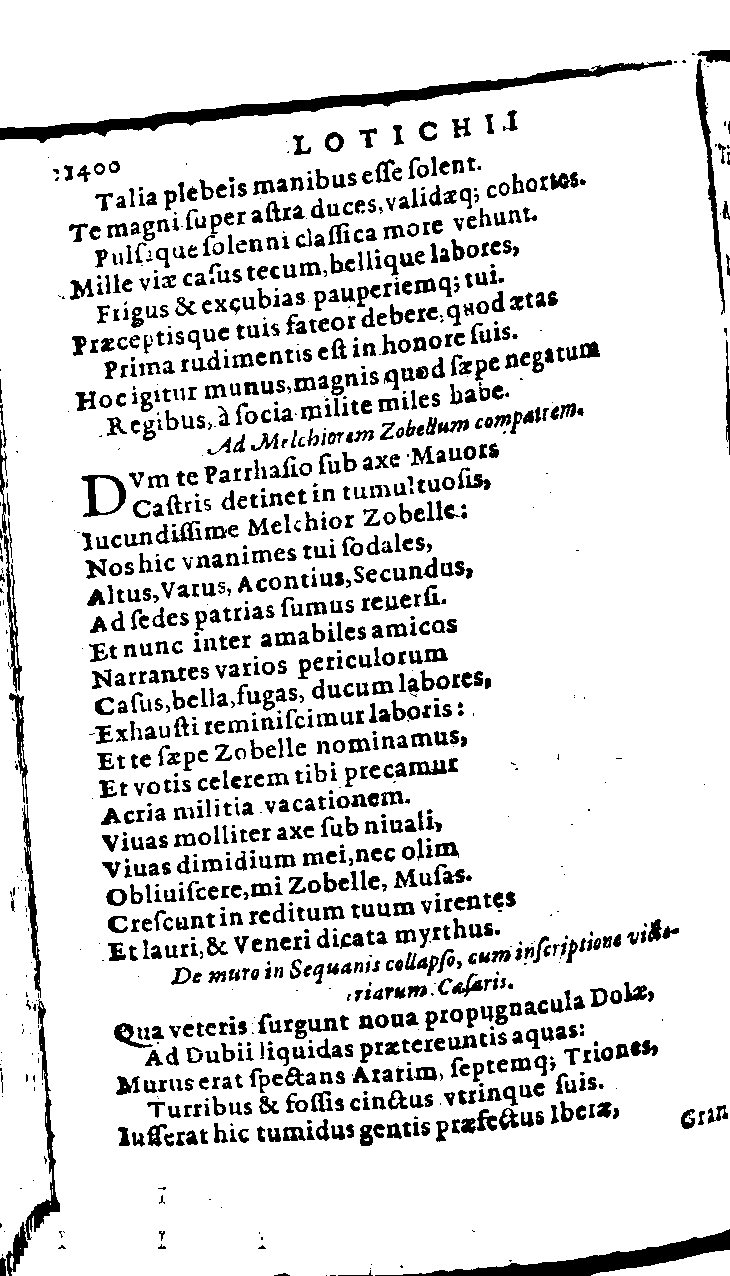 1400 LOTICHII
Talia plebeis manibus esse solent.
Te magni super astra duces, validæq; cohortes.
Pulsique solenni classica more vehunt.
Mille viæ casus tecum, bellique labores,
Frigus & excubias pauperiemq; tui.
Præceptisque tuis fateor debere, quod ætas
Prima rudimentis est in honore suis.
Hoc igitur munus, magnis quod sæpe negatum
Regibus, à socia milite miles habe.
Ad Melchiorem Zobellum compatrem.
DVm te Parrhasio sub axe Mauors
Castris detinet in tumultuosis,
Iucundissime Melchior Zobelle:
Nos hic vnanimes tui sodales,
Altus, Varus, Acontius, Secundus,
Ad sedes patrias sumus reuersi.
Et nunc inter amabiles amicos
Narrantes varios periculorum
Casus, bella, fugas, ducum labores,
Exhausti reminiscimur laboris:
Et te sæpe Zobelle nominamus,
Et votis celerem tibi precamur
Acria militia vacationem.
Viuas molliter axe sub niuali,
Viuas dimidium mei, nec olim
Obliuiscere, mi Zobelle, Musas.
Crescunt in reditum tuum virentes
Et lauri, & Veneri dicata myrthus.
De muro in Sequanis collapso, cum inscriptione victo-
riarum Cæsaris.
Qua veteris surgunt noua propugnacula Dolæ,
Ad Dubii liquidas prætereuntis aquas:
Murus erat spectans Ararim, septemq; Triones,
Turribus & fossis cinctus vtrinque suis.
Iusserat hic tumidus gentis præfectus Iberæ,
Gran